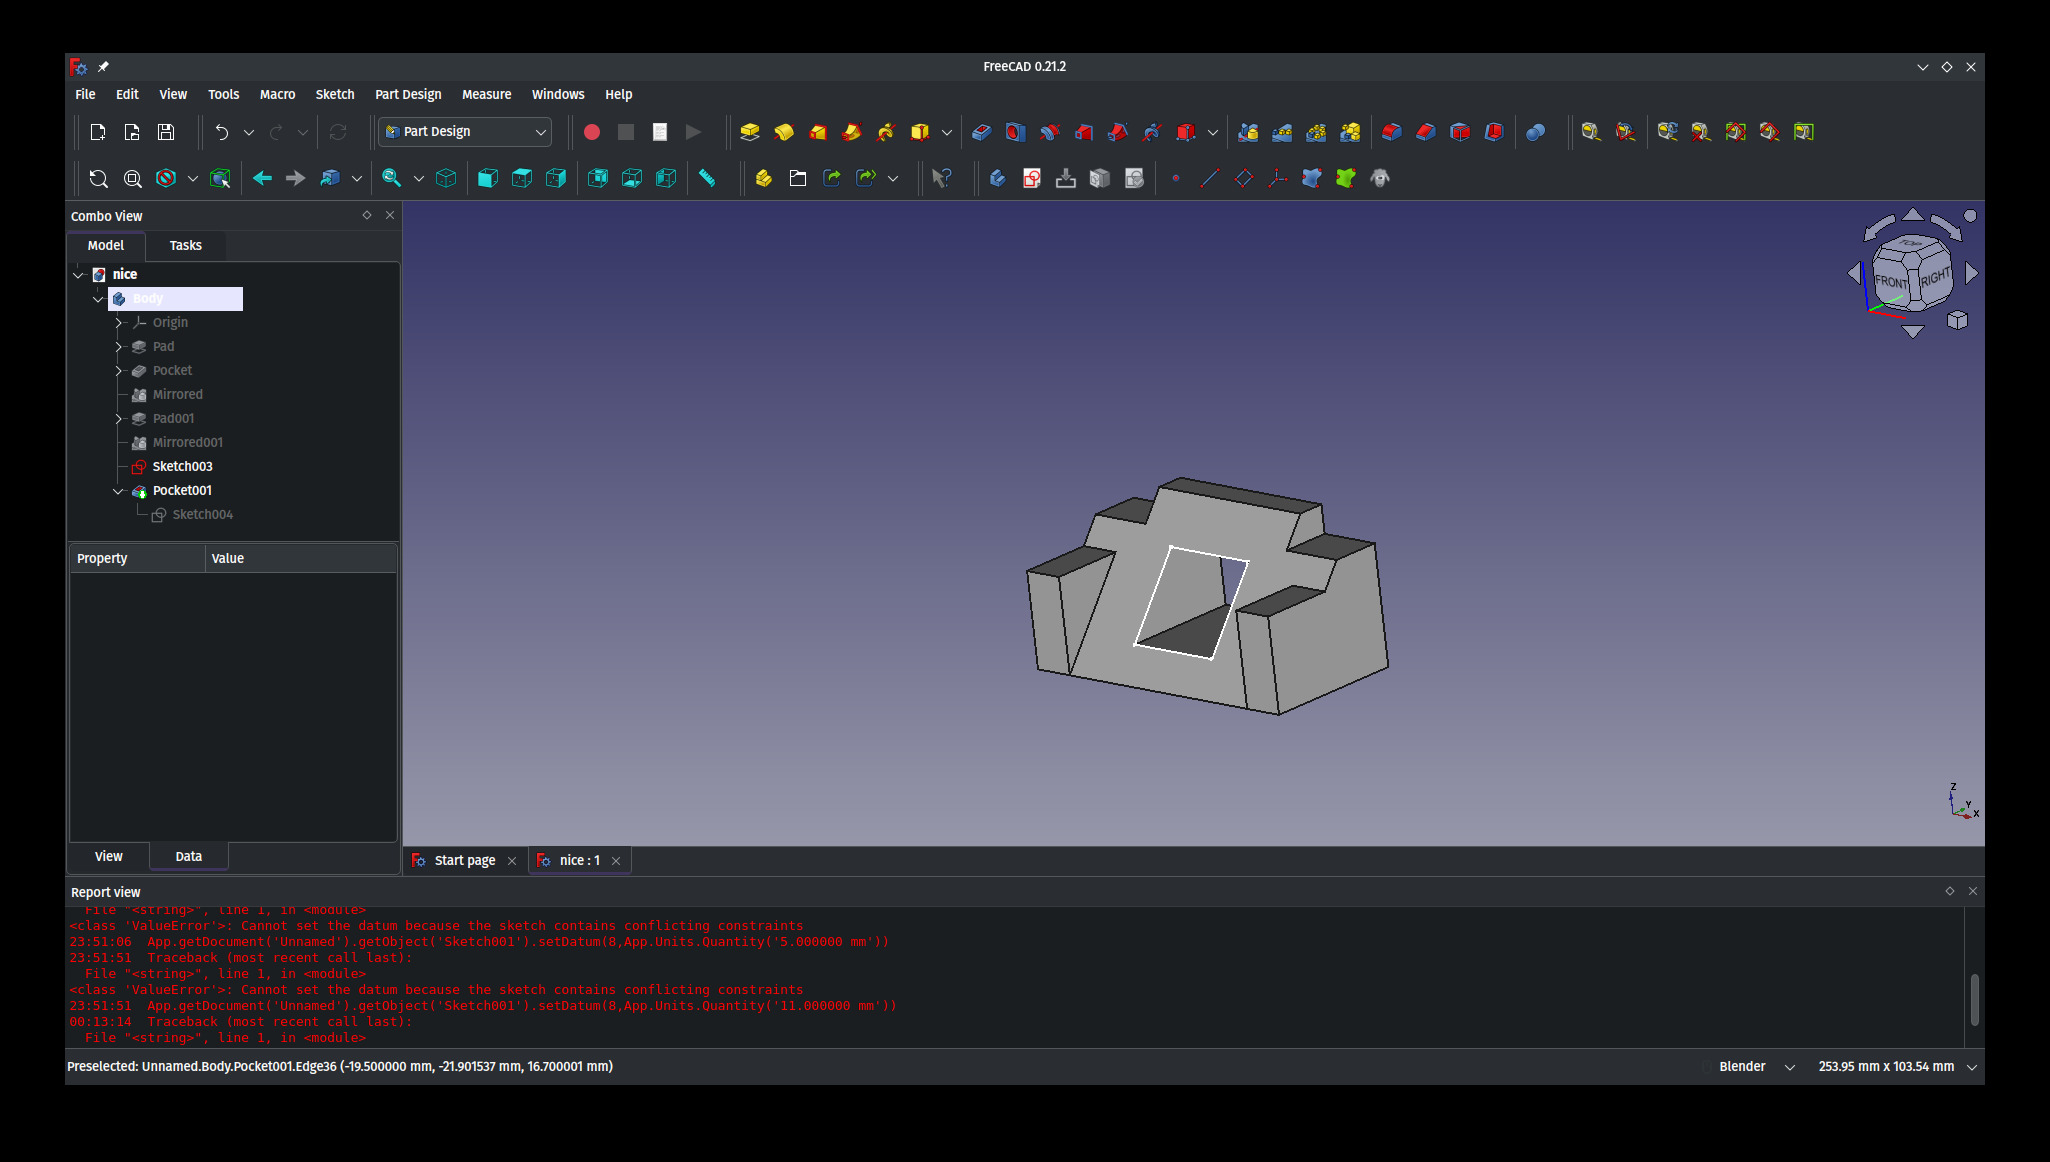 FreeCAD 0.21.2
File Edit View Tools Macro Sketch Part Design Measure Windows Help
Part Design
Combo View
Model Tasks
nice
Body
Origin
Pad
Pocket
Mirrored
Pad001
Mirrored001
Sketch003
Pocket001
Sketch004
Property Value
View Data
TOP
FRONT RIGHT
Z
Y
X
Start page nice : 1
Report view
File "<string>", line 1, in <module>
<class 'ValueError'>: Cannot set the datum because the sketch contains conflicting constraints
23:51:06 App.getDocument('Unnamed').getObject('Sketch001').setDatum(8,App.Units.Quantity('5.000000 mm'))
23:51:51 Traceback (most recent call last):
File "<string>", line 1, in <module>
<class 'ValueError'>: Cannot set the datum because the sketch contains conflicting constraints
23:51:51 App.getDocument('Unnamed').getObject('Sketch001').setDatum(8,App.Units.Quantity('11.000000 mm'))
00:13:14 Traceback (most recent call last):
File "<string>", line 1, in <module>
Preselected: Unnamed.Body.Pocket001.Edge36 (-19.500000 mm, -21.901537 mm, 16.700001 mm)
Blender 253.95 mm x 103.54 mm